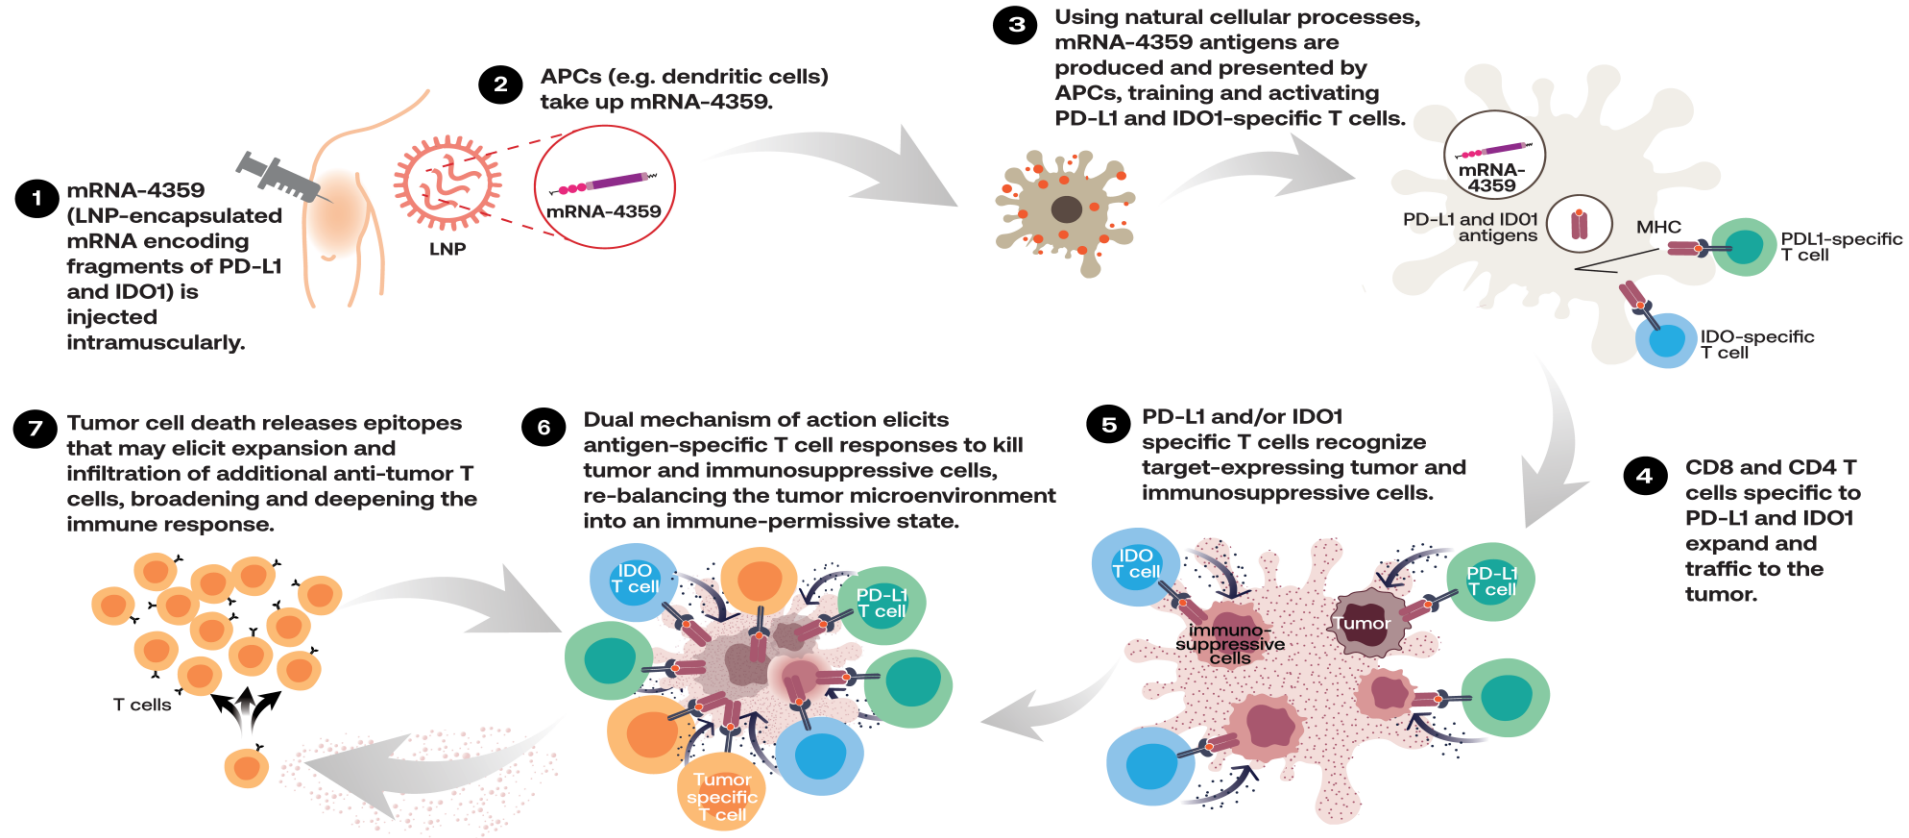 1
mRNA-4359
(LNP-encapsulated
mRNA encoding
fragments of PD-L1
and IDO1) is
injected
intramuscularly.
2
APCs (e.g. dendritic cells)
take up mRNA-4359.
LNP
mRNA-4359
3
Using natural cellular processes,
mRNA-4359 antigens are
produced and presented by
APCs, training and activating
PD-L1 and IDO1-specific T cells.
mRNA-
4359
PD-L1 and IDO1
antigens
MHC
PDL1-specific
T cell
IDO-specific
T cell
4
CD8 and CD4 T
cells specific to
PD-L1 and IDO1
expand and
traffic to the
tumor.
5
PD-L1 and/or IDO1
specific T cells recognize
target-expressing tumor and
immunosuppressive cells.
IDO
T cell
immuno-
suppressive
cells
Tumor
PD-L1
T cell
6
Dual mechanism of action elicits
antigen-specific T cell responses to kill
tumor and immunosuppressive cells,
re-balancing the tumor microenvironment
into an immune-permissive state.
IDO
T cell
PD-L1
T cell
Tumor
specific
T cell
7
Tumor cell death releases epitopes
that may elicit expansion and
infiltration of additional anti-tumor T
cells, broadening and deepening the
immune response.
T cells